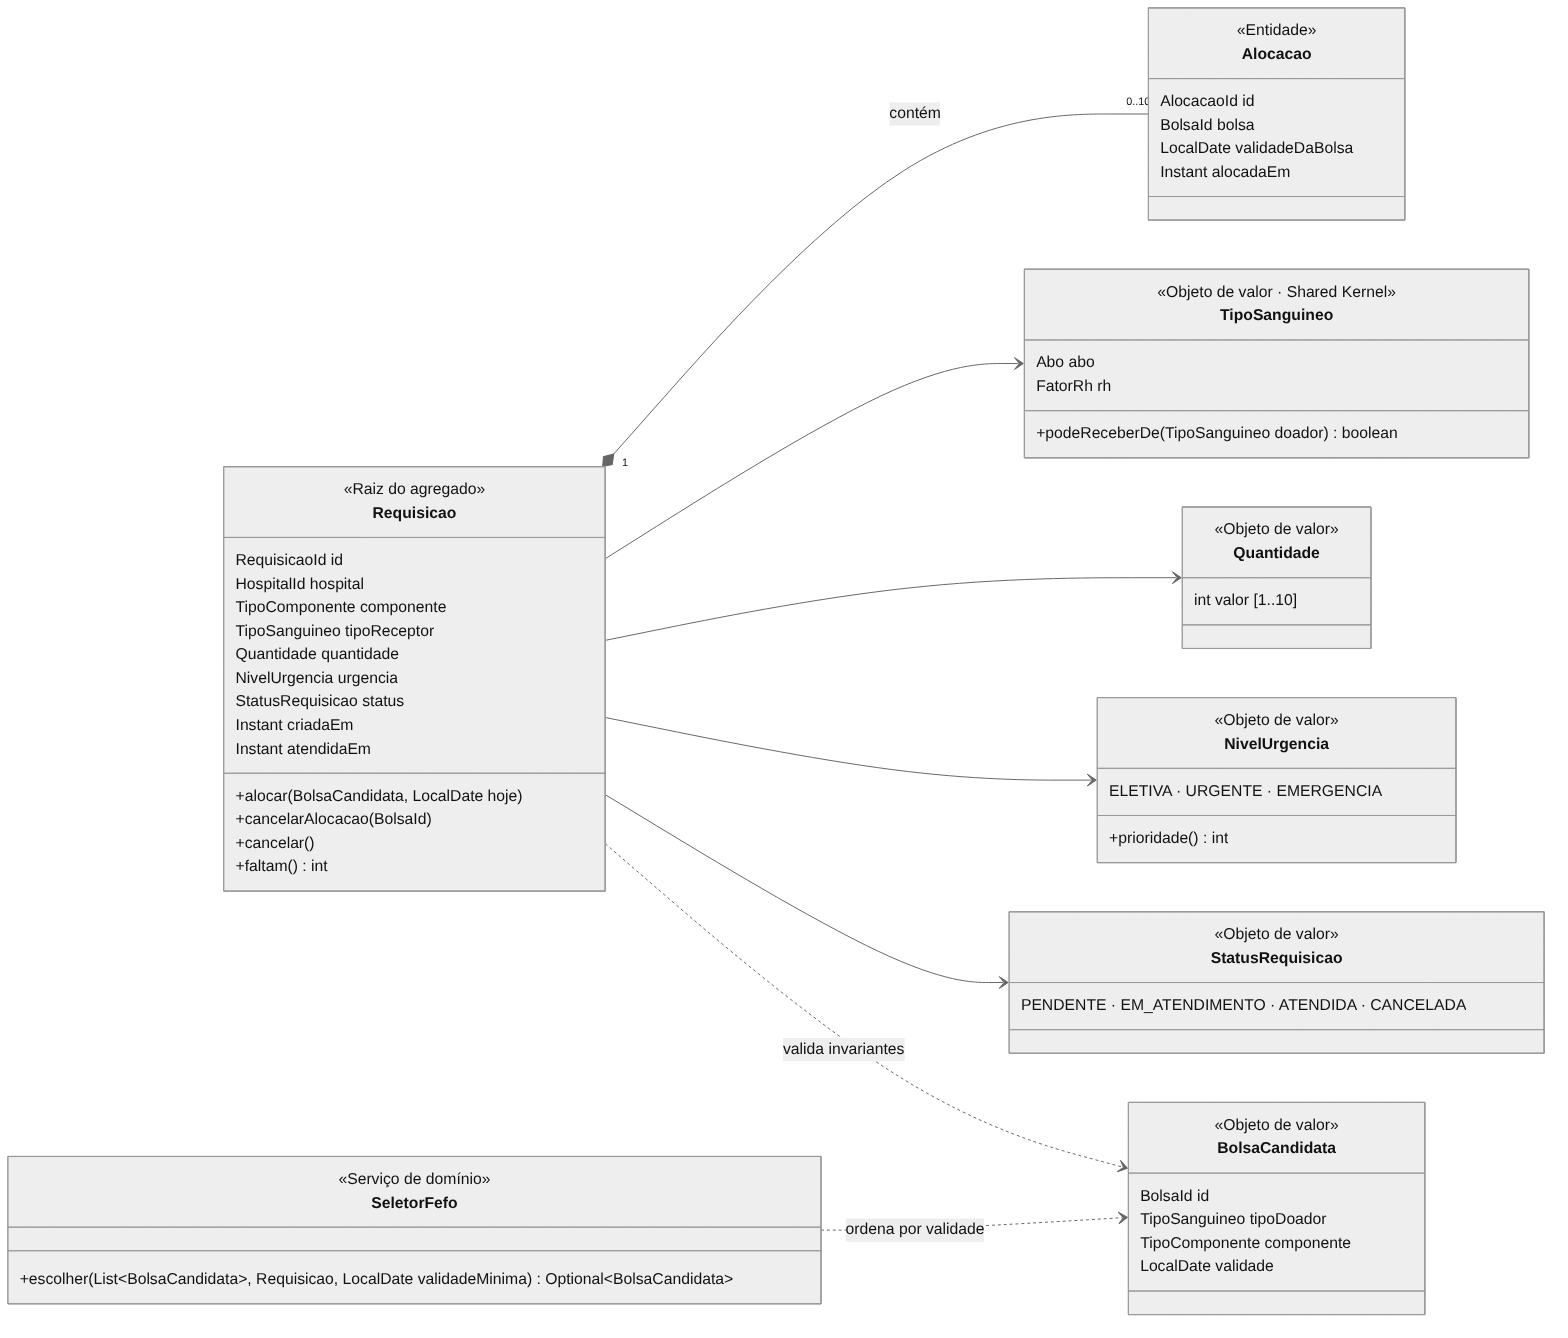 «Entidade»
Alocacao
AlocacaoId id
BolsaId bolsa
LocalDate validadeDaBolsa
Instant alocadaEm
contém
0..10
1
«Objeto de valor · Shared Kernel»
TipoSanguineo
Abo abo
FatorRh rh
+podeReceberDe(TipoSanguineo doador) : boolean
«Raiz do agregado»
Requisicao
RequisicaoId id
HospitalId hospital
TipoComponente componente
TipoSanguineo tipoReceptor
Quantidade quantidade
NivelUrgencia urgencia
StatusRequisicao status
Instant criadaEm
Instant atendidaEm
+alocar(BolsaCandidata, LocalDate hoje)
+cancelarAlocacao(BolsaId)
+cancelar()
+faltam() : int
«Objeto de valor»
Quantidade
int valor [1..10]
«Objeto de valor»
NivelUrgencia
ELETIVA · URGENTE · EMERGENCIA
+prioridade() : int
«Objeto de valor»
StatusRequisicao
PENDENTE · EM_ATENDIMENTO · ATENDIDA · CANCELADA
valida invariantes
«Serviço de domínio»
SeletorFefo
+escolher(List<BolsaCandidata>, Requisicao, LocalDate validadeMinima) : Optional<BolsaCandidata>
ordena por validade
«Objeto de valor»
BolsaCandidata
BolsaId id
TipoSanguineo tipoDoador
TipoComponente componente
LocalDate validade